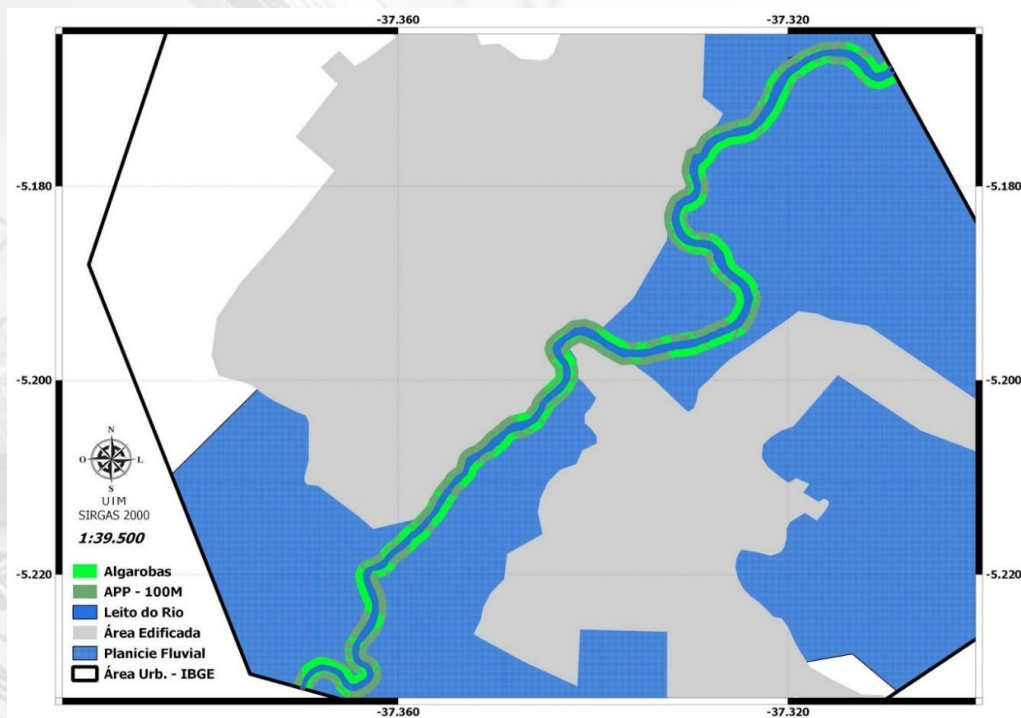 -37.360
-37.320
-5.180
-5.180
-5.200
-5.200
N
O
L
S
UTM
SIRGAS 2000
1:39.500
-5.220
-5.220
Algarobas
APP - 100M
Leito do Rio
Área Edificada
Planicie Fluvial
Área Urb. - IBGE
-37.360
-37.320